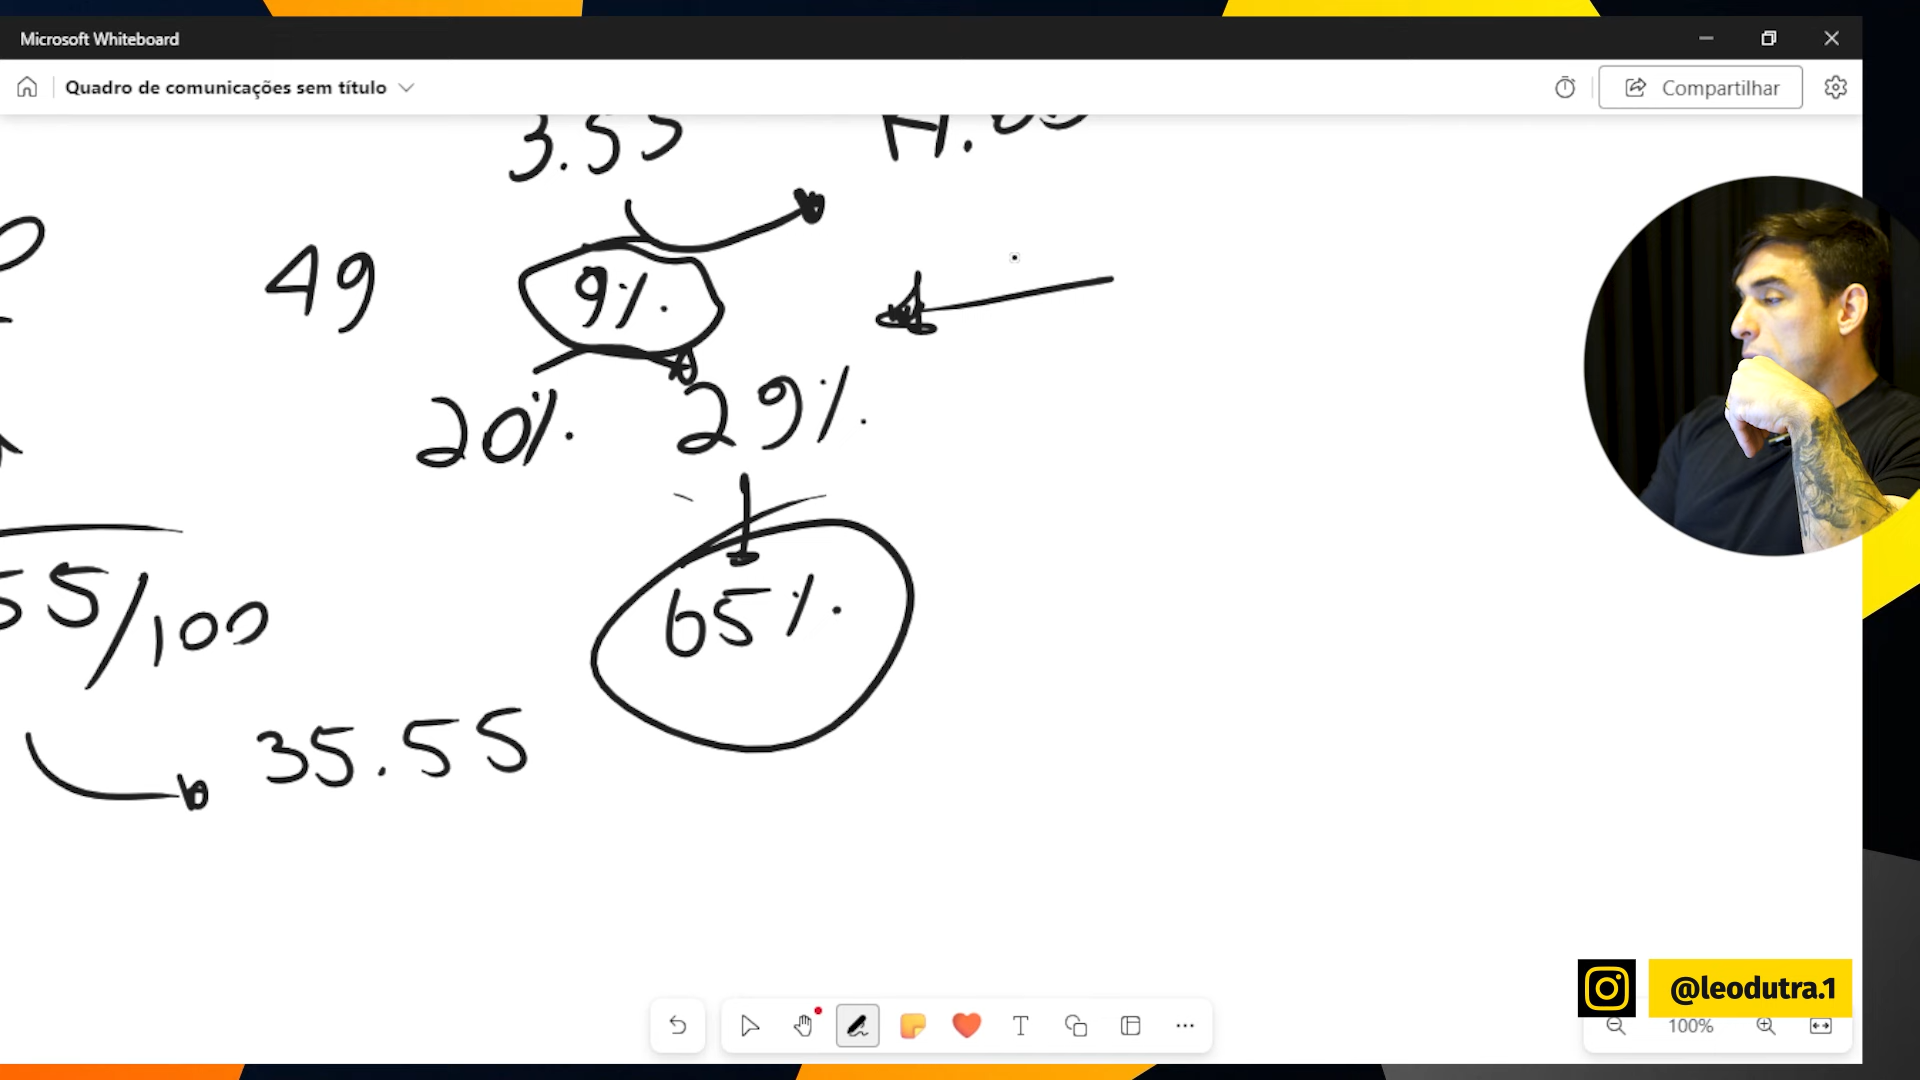 Microsoft Whiteboard
Quadro de comunicações sem título
Compartilhar
3.55
49
9%.
20%.
29%.
55/100
65%.
35.55
@leodutra.1
100%